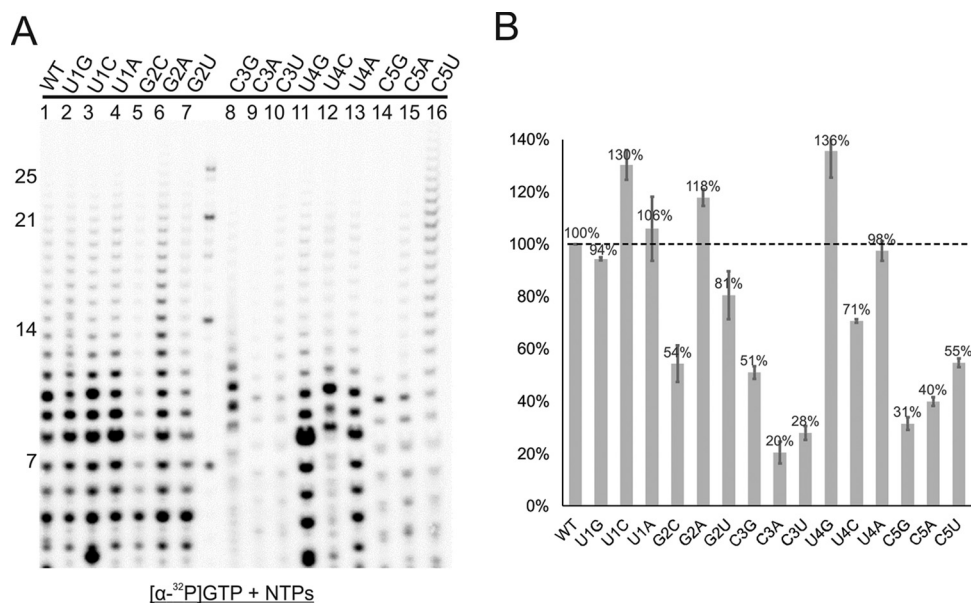 A
WT U1G U1C U1A G2C G2A G2U C3G C3A C3U U4G U4C U4A C5G C5A C5U
1 2 3 4 5 6 7 8 9 10 11 12 13 14 15 16
25
21
14
7
[α-³²P]GTP + NTPs
B
140%
120%
100%
80%
60%
40%
20%
0%
100% 94% 130% 106% 54% 118% 81% 51% 20% 28% 136% 71% 98% 31% 40% 55%
WT U1G U1C U1A G2C G2A G2U C3G C3A C3U U4G U4C U4A C5G C5A C5U